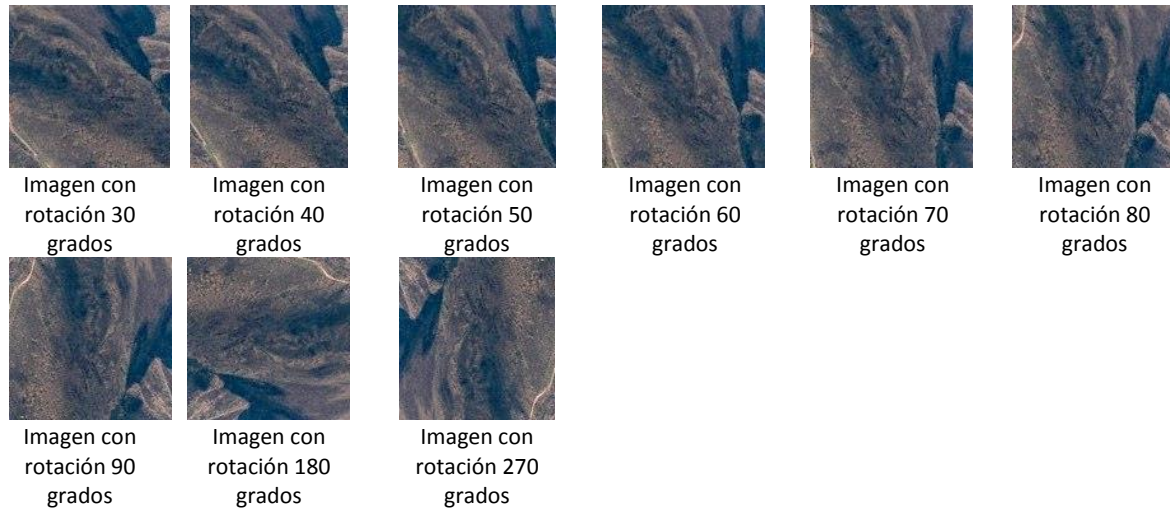 Imagen con
rotación 30
grados
Imagen con
rotación 40
grados
Imagen con
rotación 50
grados
Imagen con
rotación 60
grados
Imagen con
rotación 70
grados
Imagen con
rotación 80
grados
Imagen con
rotación 90
grados
Imagen con
rotación 180
grados
Imagen con
rotación 270
grados